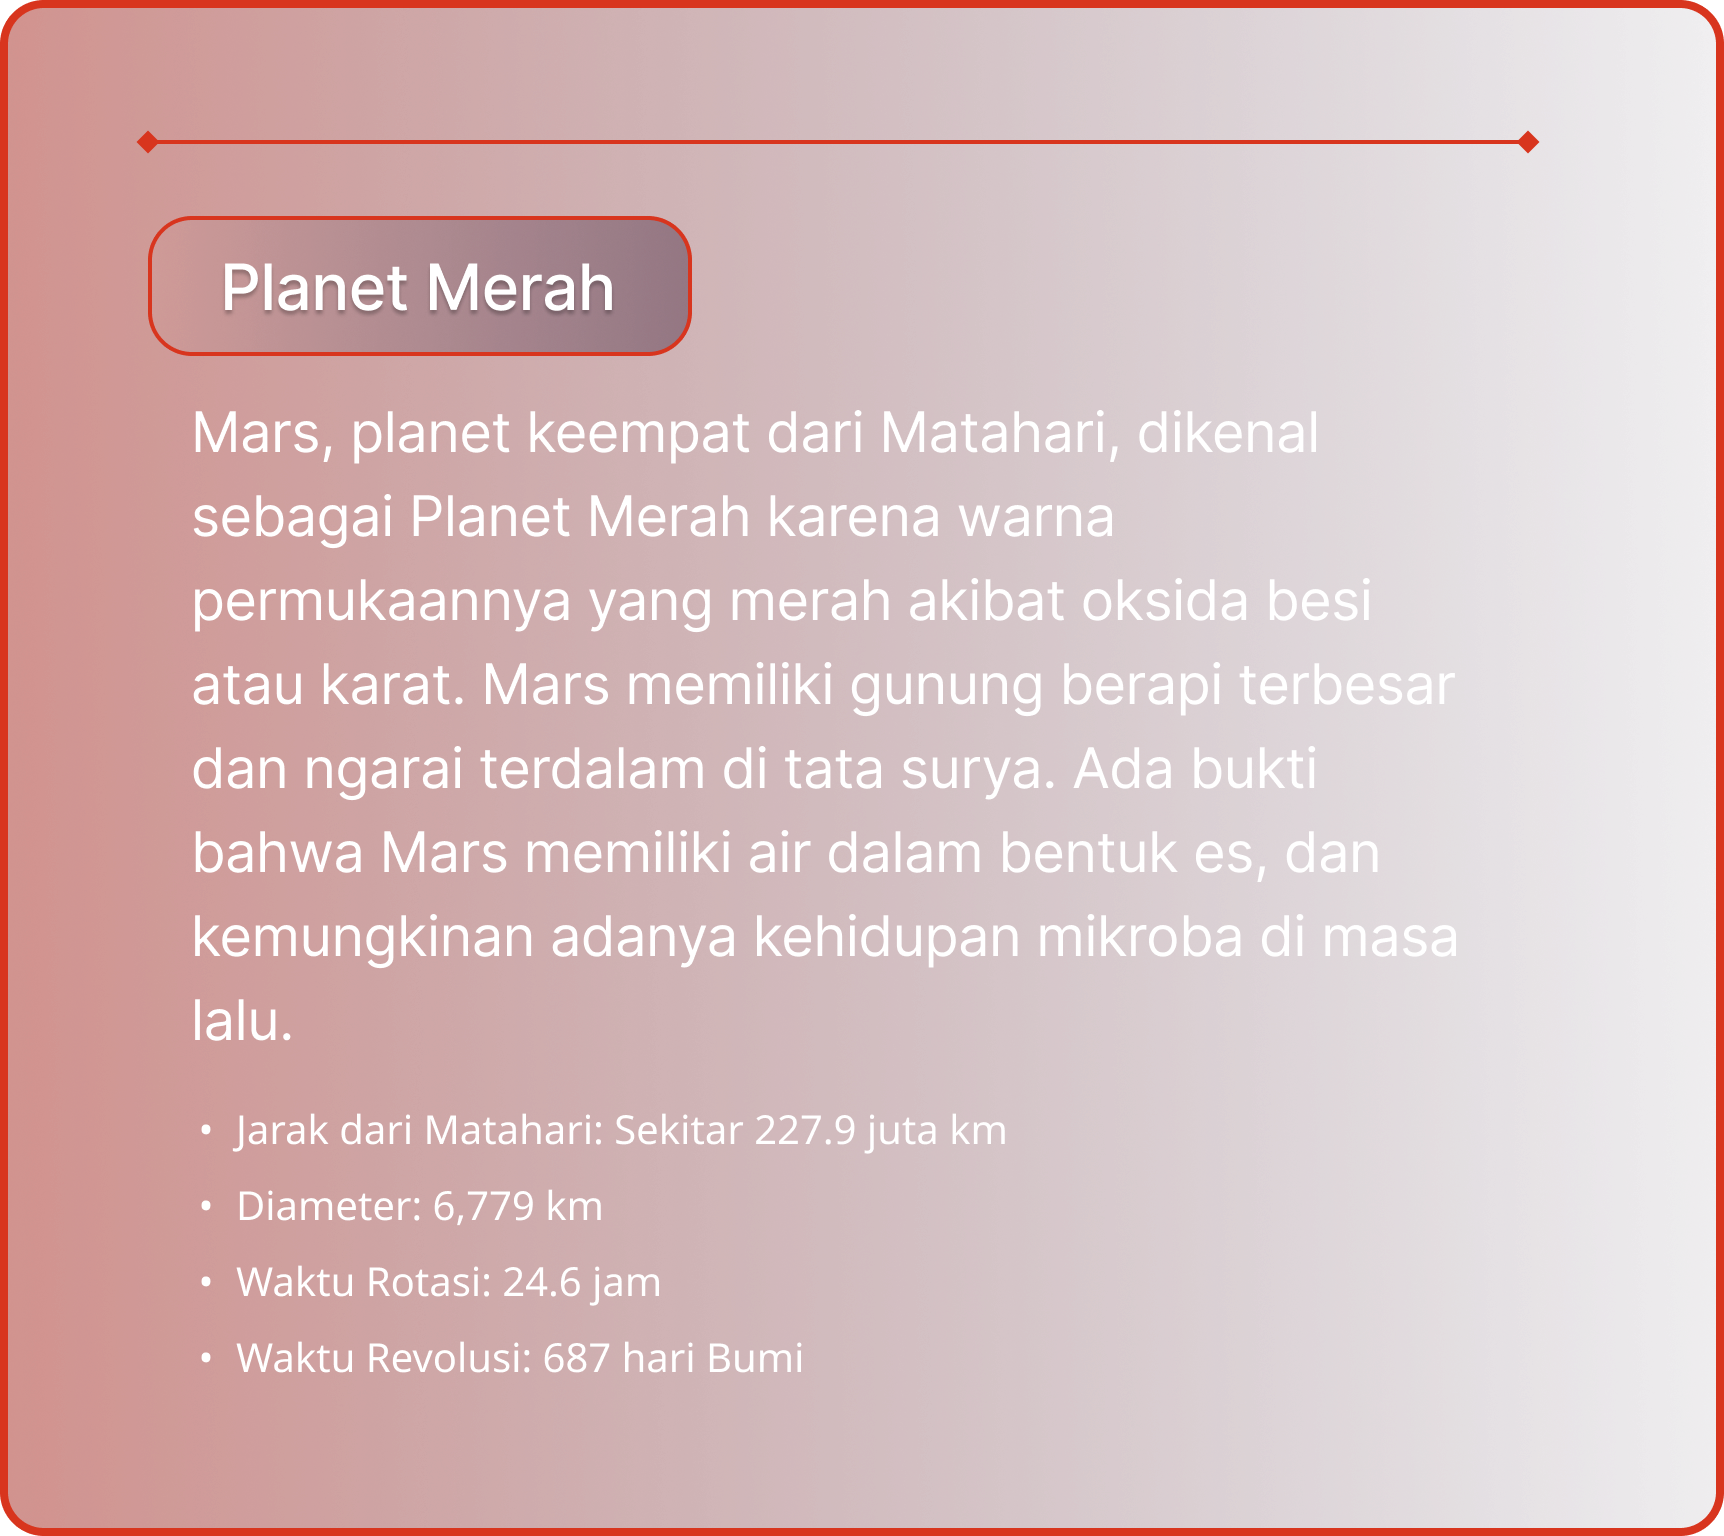 Planet Merah
Mars, planet keempat dari Matahari, dikenal
sebagai Planet Merah karena warna
permukaannya yang merah akibat oksida besi
atau karat. Mars memiliki gunung berapi terbesar
dan ngarai terdalam di tata surya. Ada bukti
bahwa Mars memiliki air dalam bentuk es, dan
kemungkinan adanya kehidupan mikroba di masa
lalu.
• Jarak dari Matahari: Sekitar 227.9 juta km
• Diameter: 6,779 km
• Waktu Rotasi: 24.6 jam
• Waktu Revolusi: 687 hari Bumi